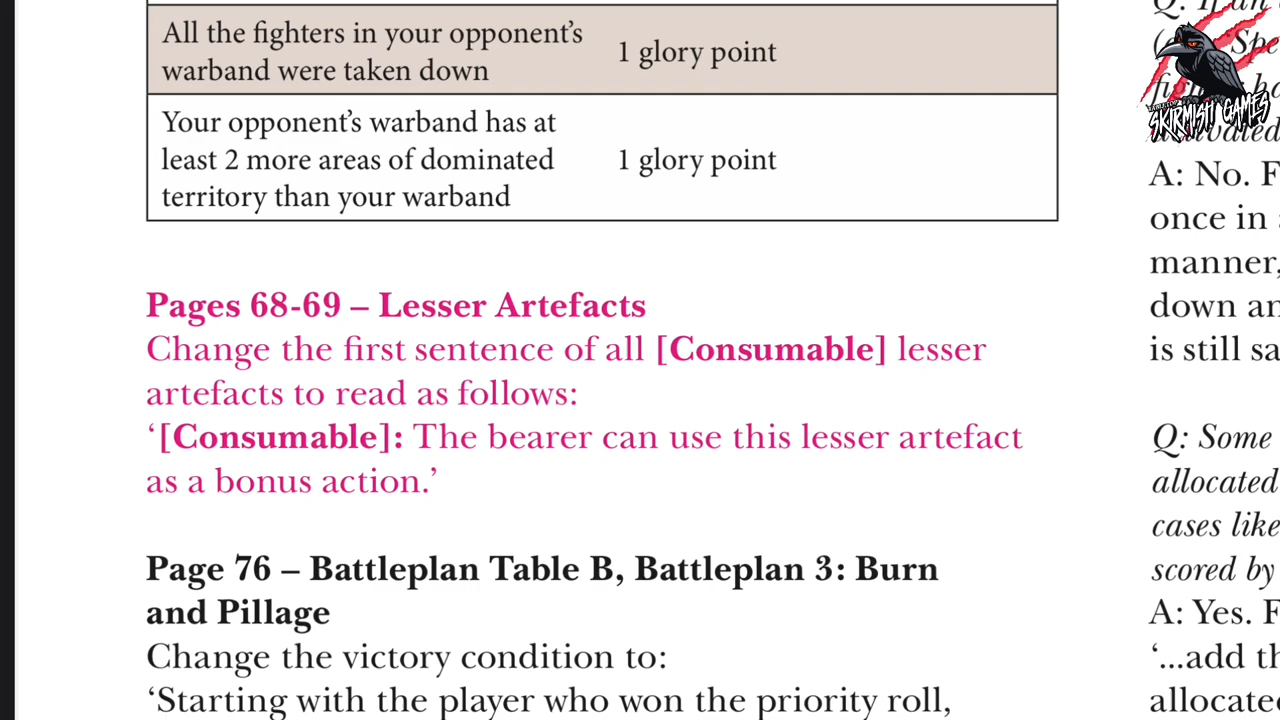 All the fighters in your opponent's
warband were taken down
1 glory point
Your opponent's warband has at
least 2 more areas of dominated
territory than your warband
1 glory point
Pages 68-69 – Lesser Artefacts
Change the first sentence of all [Consumable] lesser
artefacts to read as follows:
‘[Consumable]: The bearer can use this lesser artefact
as a bonus action.’
Page 76 – Battleplan Table B, Battleplan 3: Burn
and Pillage
Change the victory condition to:
‘Starting with the player who won the priority roll,
SKIRMISH GAMES
A: No. F
once in
manner,
down an
is still sa
Q: Some
allocated
cases like
scored by
A: Yes. F
‘...add th
allocate